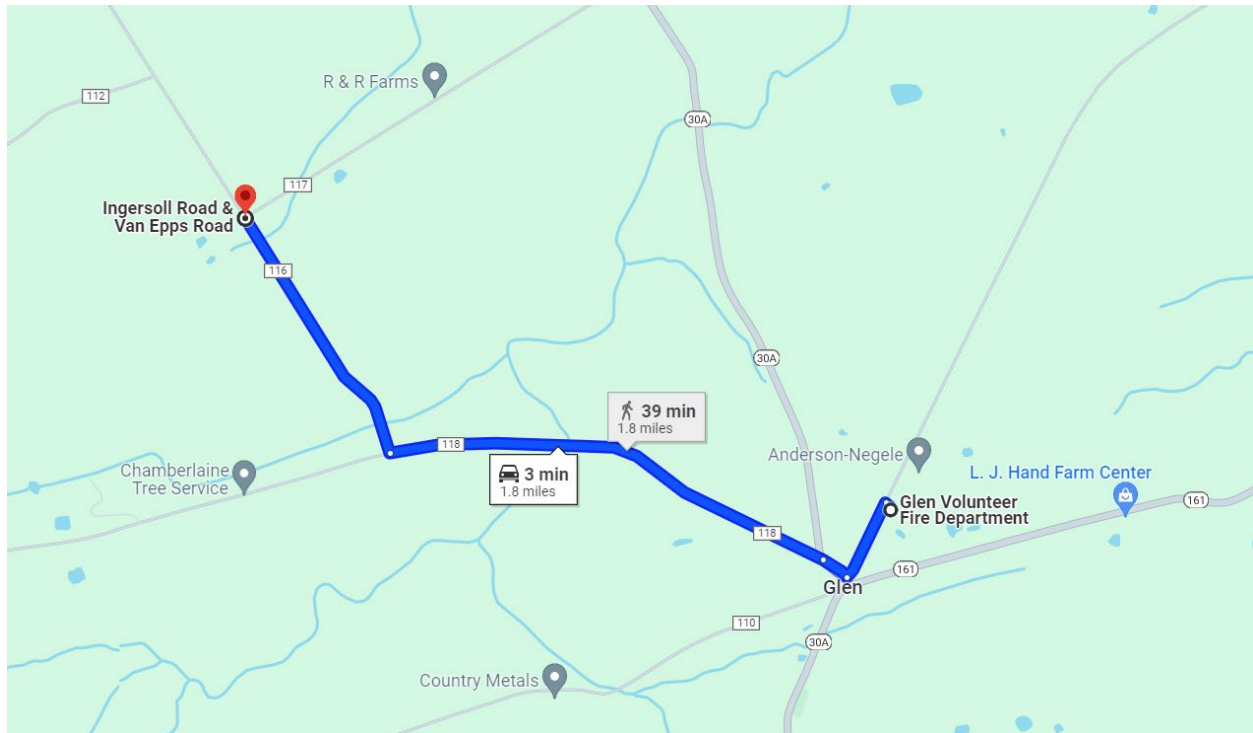 R & R Farms
112
30A
117
Ingersoll Road &
Van Epps Road
116
30A
39 min
1.8 miles
118
3 min
1.8 miles
Chamberlaine
Tree Service
Anderson-Negele
L. J. Hand Farm Center
161
Glen Volunteer
Fire Department
118
161
Glen
110
30A
Country Metals